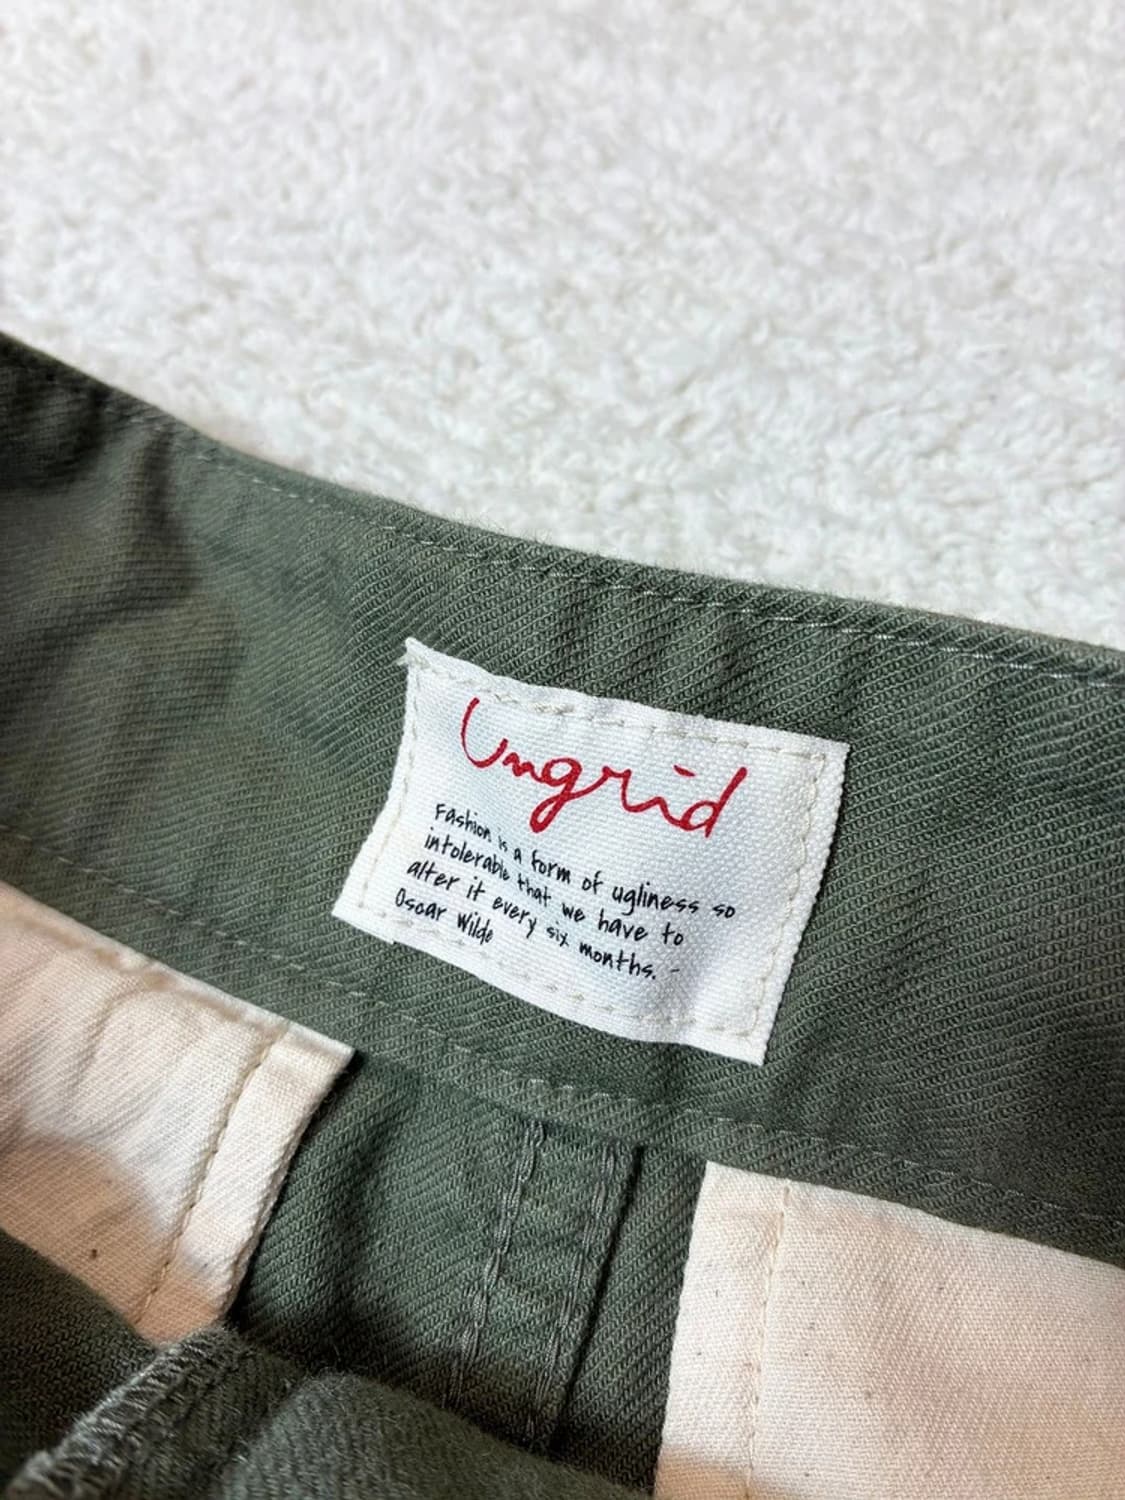 Ungrid
Fashion is a form of ugliness so
intolerable that we have to
alter it every six months. -
Oscar Wilde